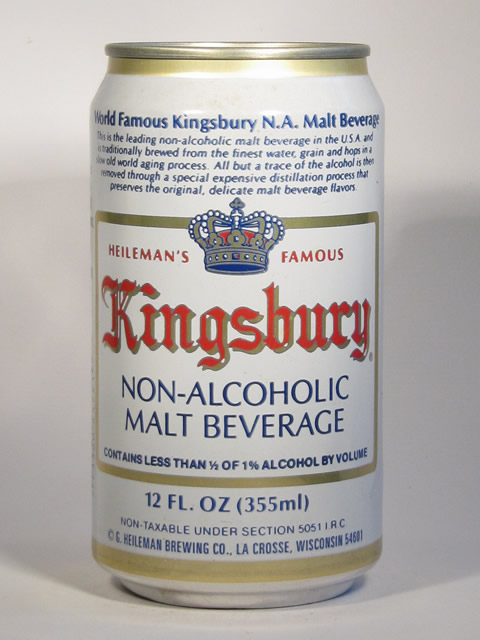 World Famous Kingsbury N.A. Malt Beverage
This is the leading non-alcoholic malt beverage in the U.S.A. and
is traditionally brewed from the finest water, grain and hops in a
slow old world aging process. All but a trace of the alcohol is then
removed through a special expensive distillation process that
preserves the original, delicate malt beverage flavors.
HEILEMAN'S FAMOUS
Kingsbury®
NON-ALCOHOLIC
MALT BEVERAGE
CONTAINS LESS THAN ½ OF 1% ALCOHOL BY VOLUME
12 FL. OZ (355ml)
NON-TAXABLE UNDER SECTION 5051 I.R.C.
© G. HEILEMAN BREWING CO., LA CROSSE, WISCONSIN 54601